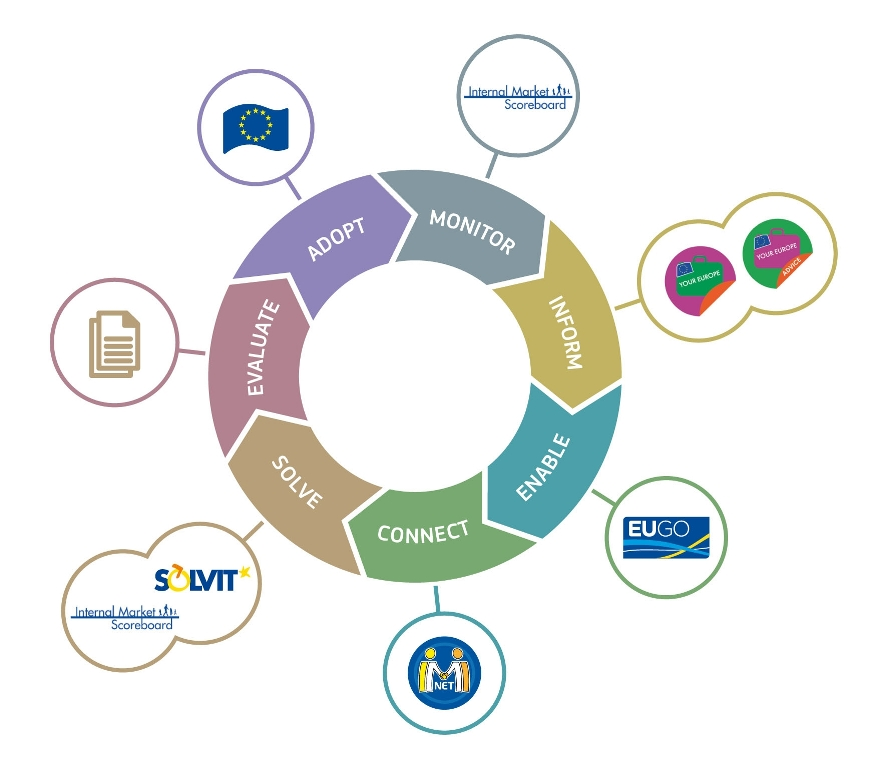 Internal Market
Scoreboard
ADOPT
MONITOR
YOUR EUROPE
YOUR EUROPE
ADVICE
INFORM
EVALUATE
ENABLE
SOLVE
CONNECT
EUGO
SOLVIT
Internal Market
Scoreboard
NET